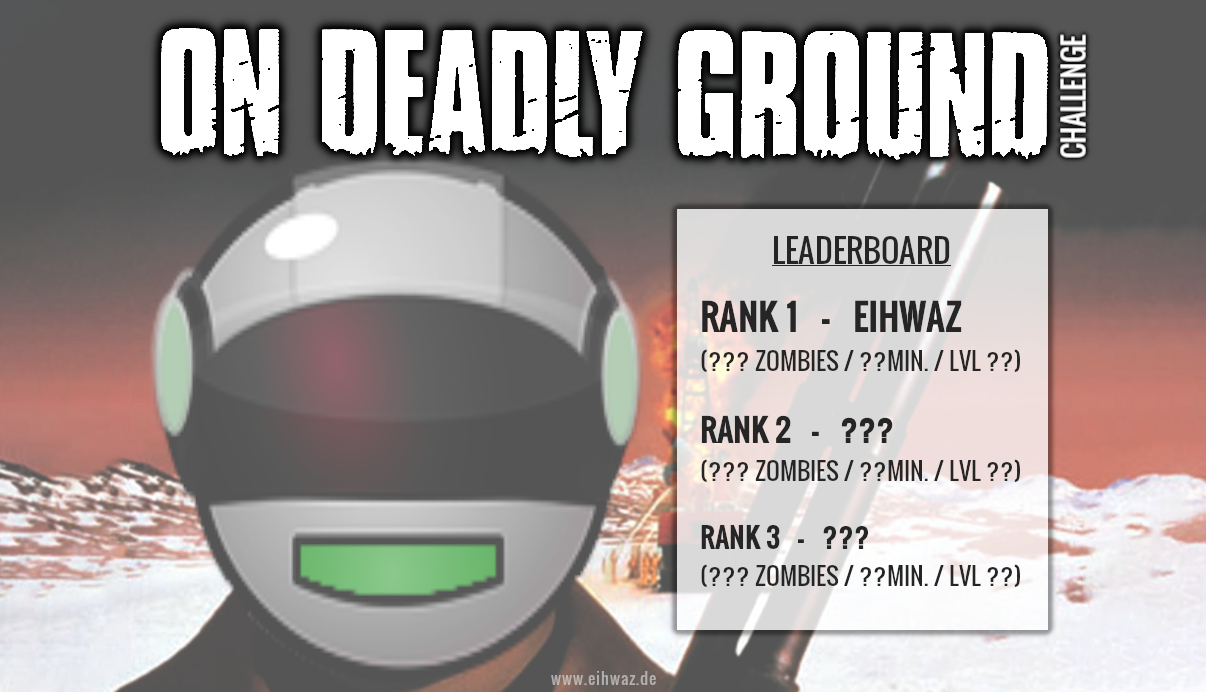 ON DEADLY GROUND
CHALLENGE
LEADERBOARD
RANK 1 - EIHWAZ
(??? ZOMBIES / ??MIN. / LVL ??)
RANK 2 - ???
(??? ZOMBIES / ??MIN. / LVL ??)
RANK 3 - ???
(??? ZOMBIES / ??MIN. / LVL ??)
www.eihwaz.de